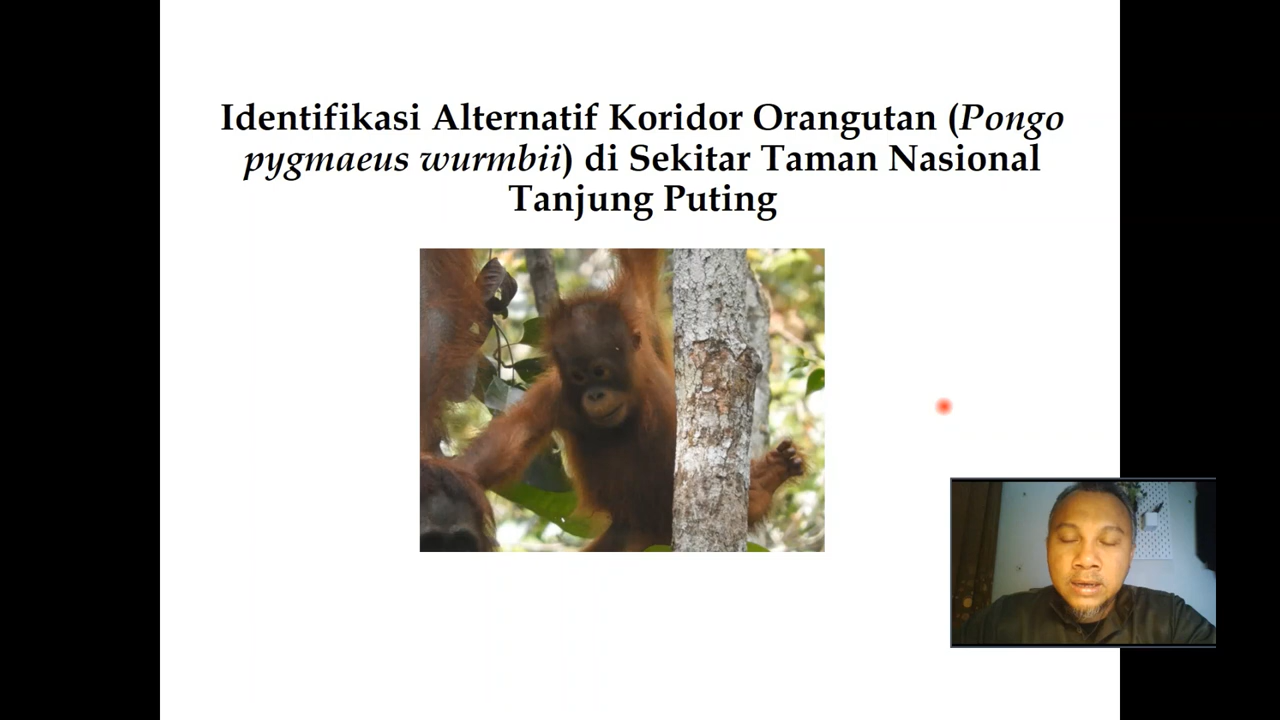 Identifikasi Alternatif Koridor Orangutan (Pongo
pygmaeus wurmbii) di Sekitar Taman Nasional
Tanjung Puting